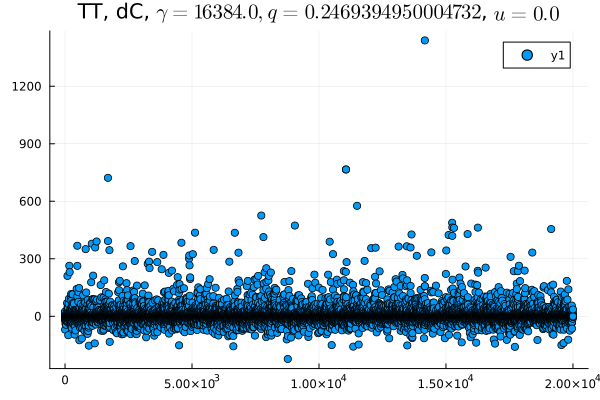 TT, dC, γ = 16384.0, q = 0.2469394950004732, u = 0.0
y1
1200
900
600
300
0
0 5.00×10³ 1.00×10⁴ 1.50×10⁴ 2.00×10⁴